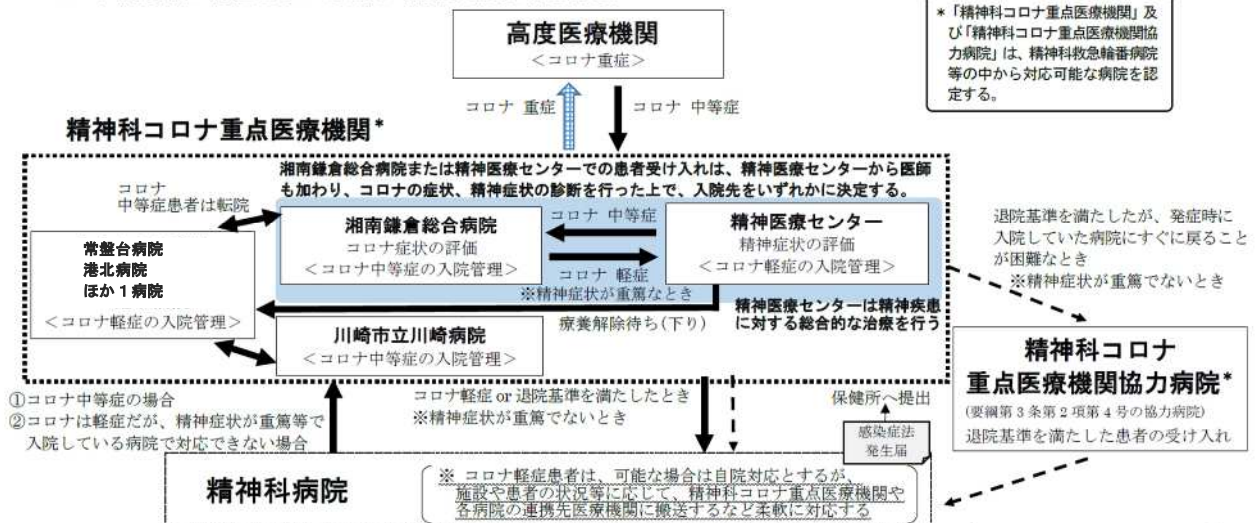 *「精神科コロナ重点医療機関」及
び「精神科コロナ重点医療機関協
力病院」は、精神科救急輪番病院
等の中から対応可能な病院を認
定する。
高度医療機関
＜コロナ重症＞
コロナ 重症
コロナ 中等症
精神科コロナ重点医療機関*
湘南鎌倉総合病院または精神医療センターでの患者受け入れは、精神医療センターから医師
も加わり、コロナの症状、精神症状の診断を行った上で、入院先をいずれかに決定する。
コロナ
中等症患者は転院
湘南鎌倉総合病院
コロナ症状の評価
＜コロナ中等症の入院管理＞
コロナ 中等症
コロナ 軽症
※精神症状が重篤なとき
精神医療センター
精神症状の評価
＜コロナ軽症の入院管理＞
常盤台病院
港北病院
ほか１病院
＜コロナ軽症の入院管理＞
療養解除待ち(下り)
精神医療センターは精神疾患
に対する総合的な治療を行う
川崎市立川崎病院
＜コロナ中等症の入院管理＞
退院基準を満たしたが、発症時に
入院していた病院にすぐに戻ること
が困難なとき
※精神症状が重篤でないとき
精神科コロナ
重点医療機関協力病院*
(要綱第３条第２項第４号の協力病院)
退院基準を満たした患者の受け入れ
①コロナ中等症の場合
②コロナは軽症だが、精神症状が重篤等で
入院している病院で対応できない場合
コロナ軽症 or 退院基準を満たしたとき
※精神症状が重篤でないとき
保健所へ提出
感染症法
発生届
精神科病院
※ コロナ軽症患者は、可能な場合は自院対応とするが、
施設や患者の状況等に応じて、精神科コロナ重点医療機関や
各病院の連携先医療機関に搬送するなど柔軟に対応する